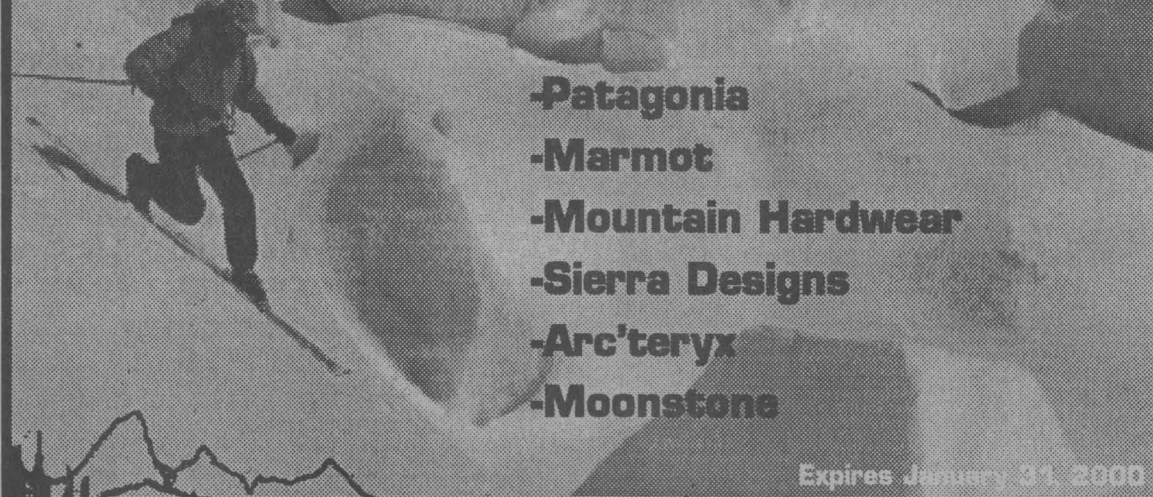 -Patagonia
-Marmot
-Mountain Hardwear
-Sierra Designs
-Arc'teryx
-Moonstone
Expires January 31, 2000